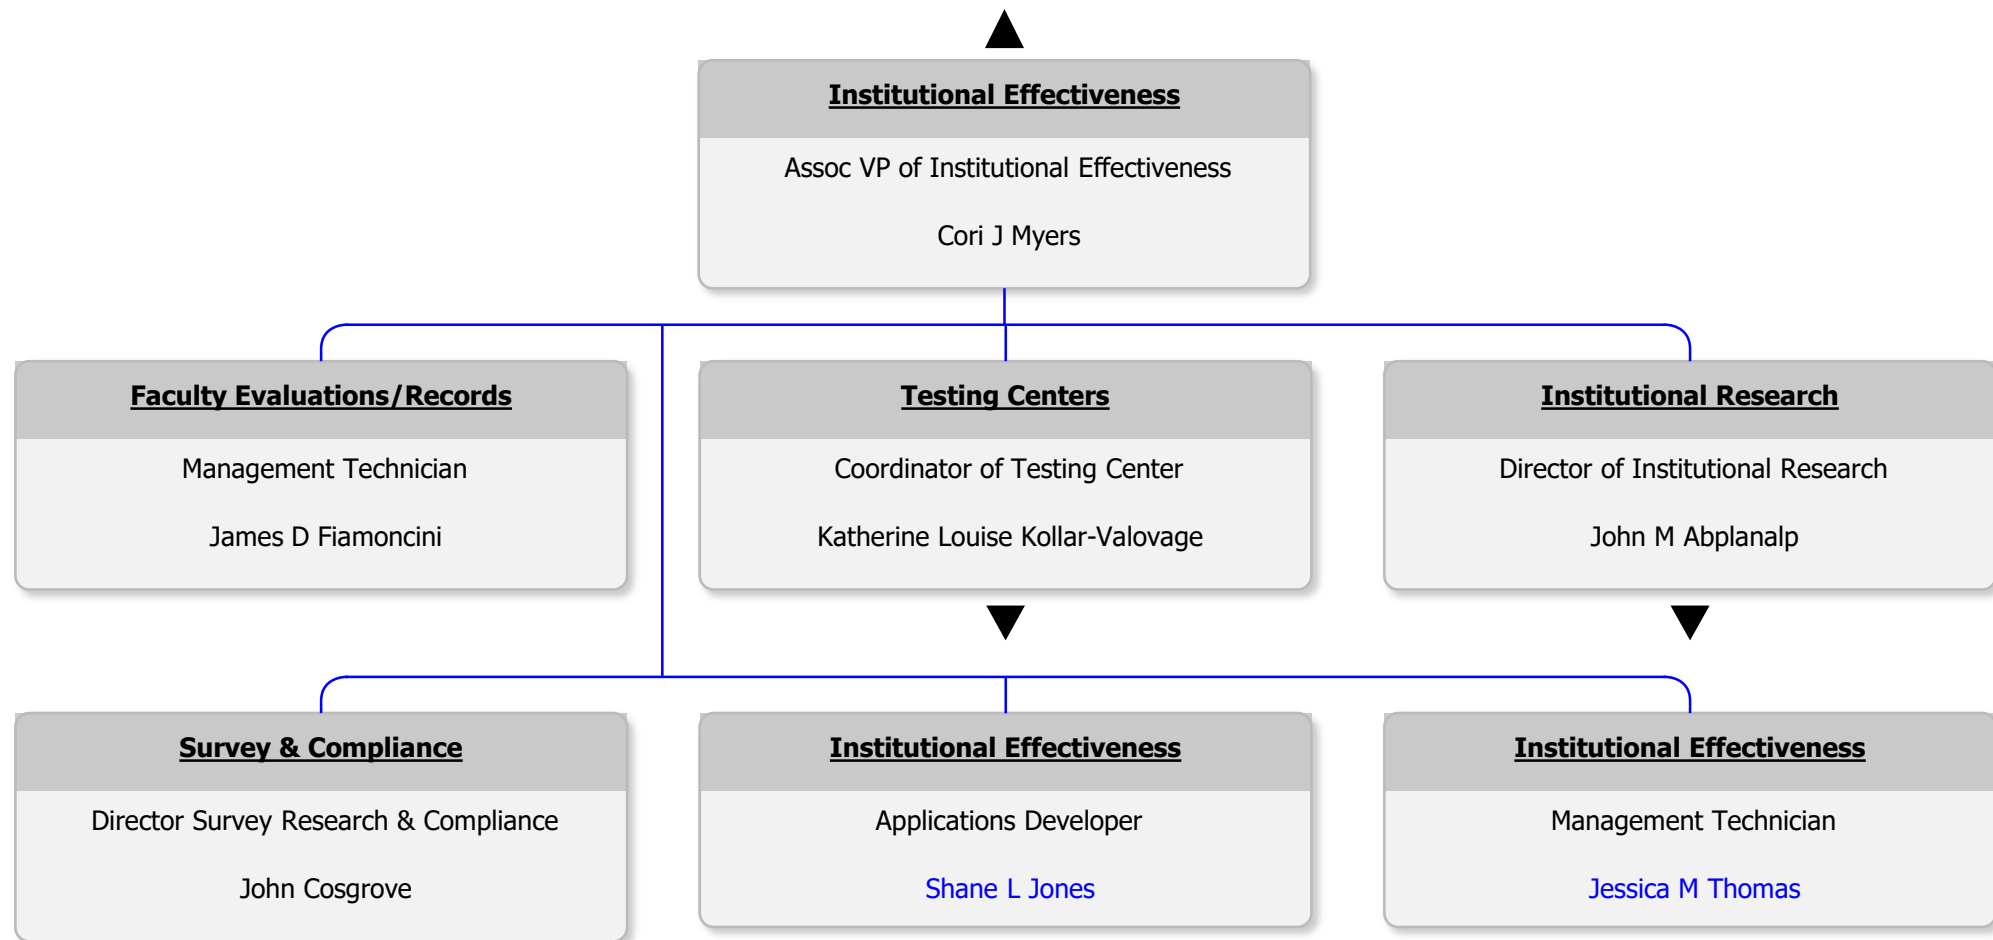 Institutional Effectiveness
Assoc VP of Institutional Effectiveness
Cori J Myers
Faculty Evaluations/Records
Management Technician
James D Fiamoncini
Testing Centers
Coordinator of Testing Center
Katherine Louise Kollar-Valovage
Institutional Research
Director of Institutional Research
John M Abplanalp
Survey & Compliance
Director Survey Research & Compliance
John Cosgrove
Institutional Effectiveness
Applications Developer
Shane L Jones
Institutional Effectiveness
Management Technician
Jessica M Thomas